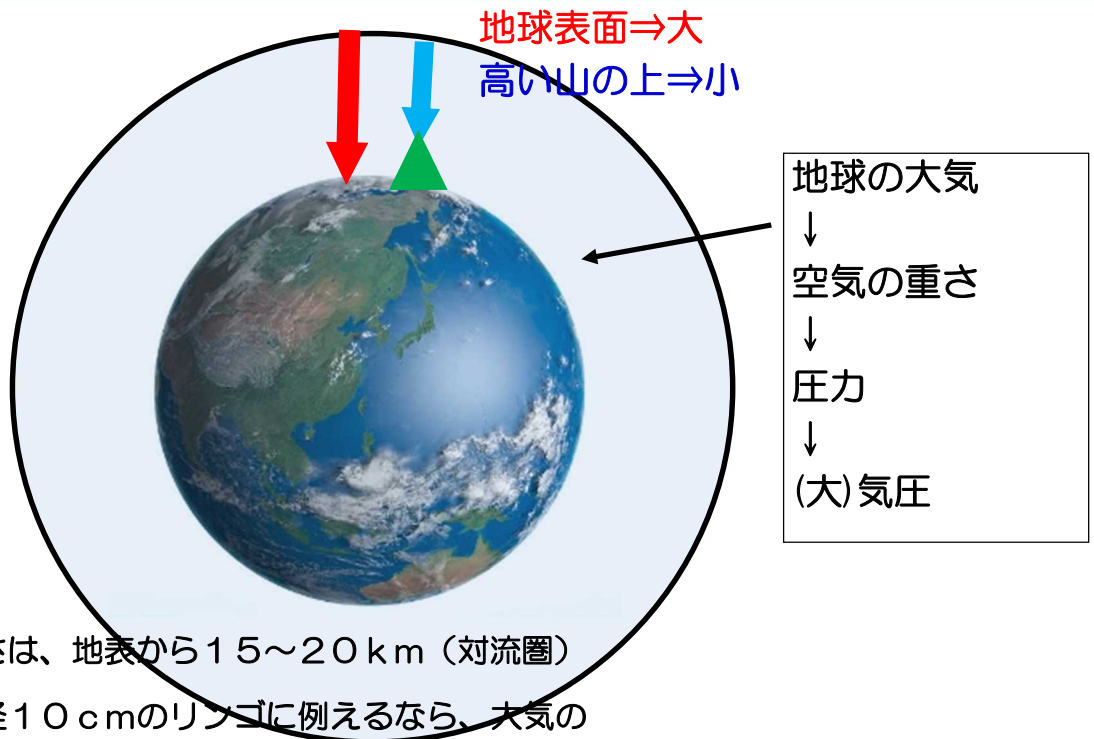 地球表面⇒大
高い山の上⇒小
地球の大気
↓
空気の重さ
↓
圧力
↓
(大)気圧
は、地表から１５～２０ｋｍ（対流圏）
１０ｃｍのリンゴに例えるなら、大気の